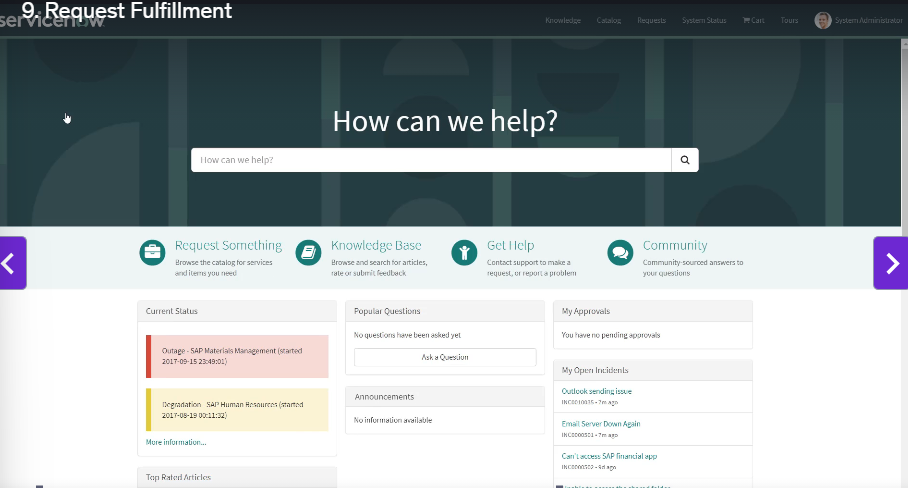 9. Request Fulfillment
servicenow
Knowledge Catalog Requests System Status Cart Tours System Administrator
How can we help?
How can we help?
Request Something
Browse the catalog for services
and items you need
Knowledge Base
Browse and search for articles,
rate or submit feedback
Get Help
Contact support to make a
request, or report a problem
Community
Community-sourced answers to
your questions
Current Status
Outage - SAP Materials Management (started
2017-09-15 23:49:01)
Degradation - SAP Human Resources (started
2017-08-19 00:11:32)
More information...
Top Rated Articles
Popular Questions
No questions have been asked yet
Ask a Question
Announcements
No information available
My Approvals
You have no pending approvals
My Open Incidents
Outlook sending issue
INC0010035 • 7m ago
Email Server Down Again
INC0000501 • 7m ago
Can't access SAP financial app
INC0000502 • 9d ago